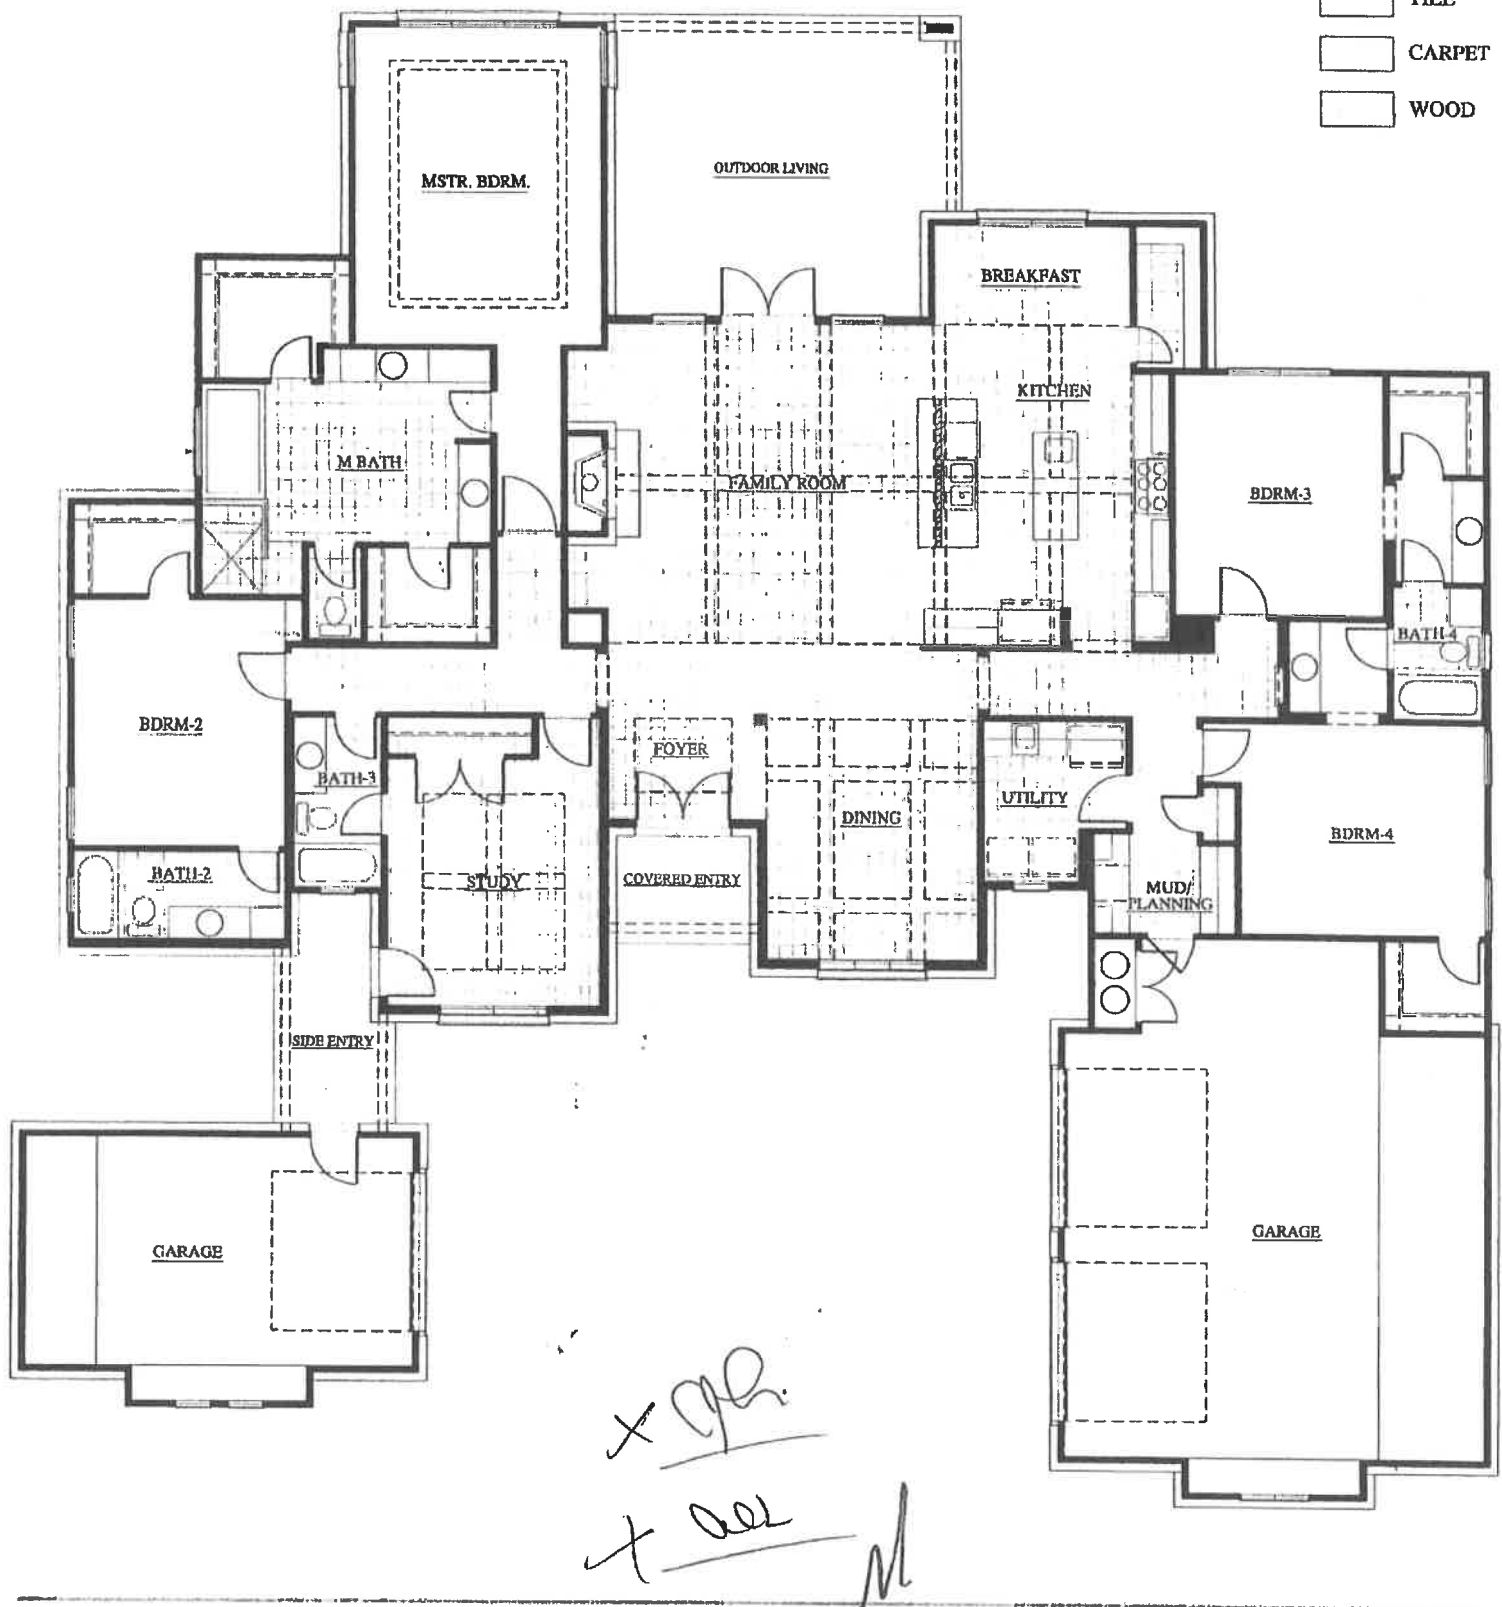 TILE
CARPET
WOOD
MSTR. BDRM.
OUTDOOR LIVING
BREAKFAST
KITCHEN
M BATH
FAMILY ROOM
BDRM-3
BATH-4
BDRM-2
FOYER
BATH-3
UTILITY
DINING
BDRM-4
BATH-2
STUDY
COVERED ENTRY
MUD/
PLANNING
SIDE ENTRY
GARAGE
GARAGE
X
X